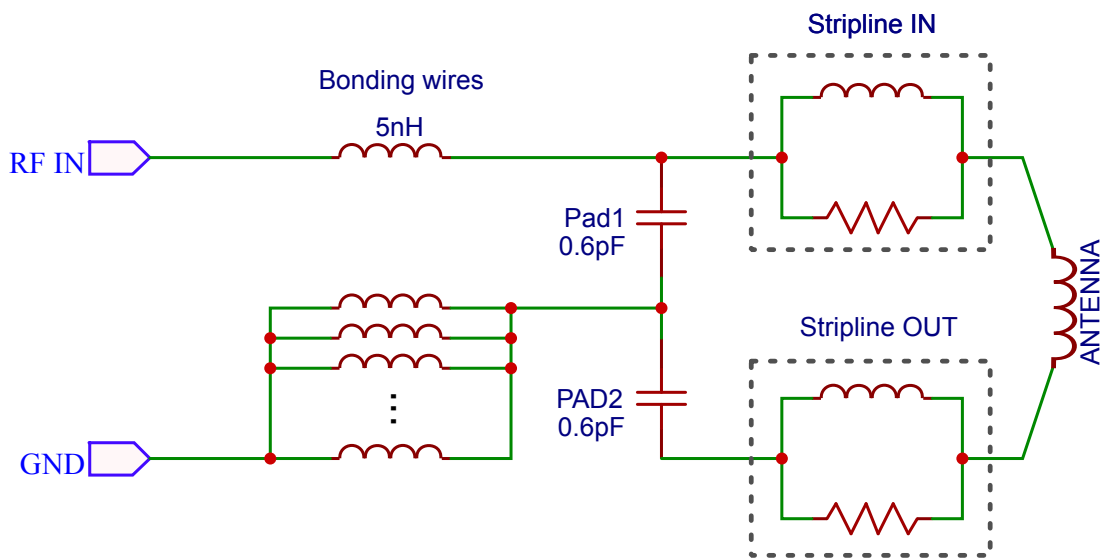 Stripline IN
Bonding wires
5nH
RF IN
Pad1
0.6pF
ANTENNA
Stripline OUT
PAD2
0.6pF
GND